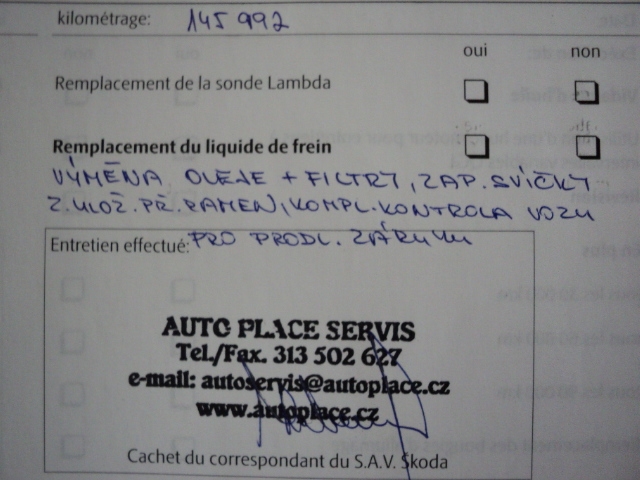 kilométrage: 145 992
oui non
Remplacement de la sonde Lambda
Remplacement du liquide de frein
VÝMĚNA OLEJE + FILTRY, ZAP. SVÍČKY
Z. ULOŽ. PŘ. RAMEN, KOMPL. KONTROLA VOZU
Entretien effectué: PRO PRODL. ZÁRUKU
AUTO PLACE SERVIS
Tel./Fax. 313 502 627
e-mail: autoservis@autoplace.cz
www.autoplace.cz
Cachet du correspondant du S.A.V. Škoda